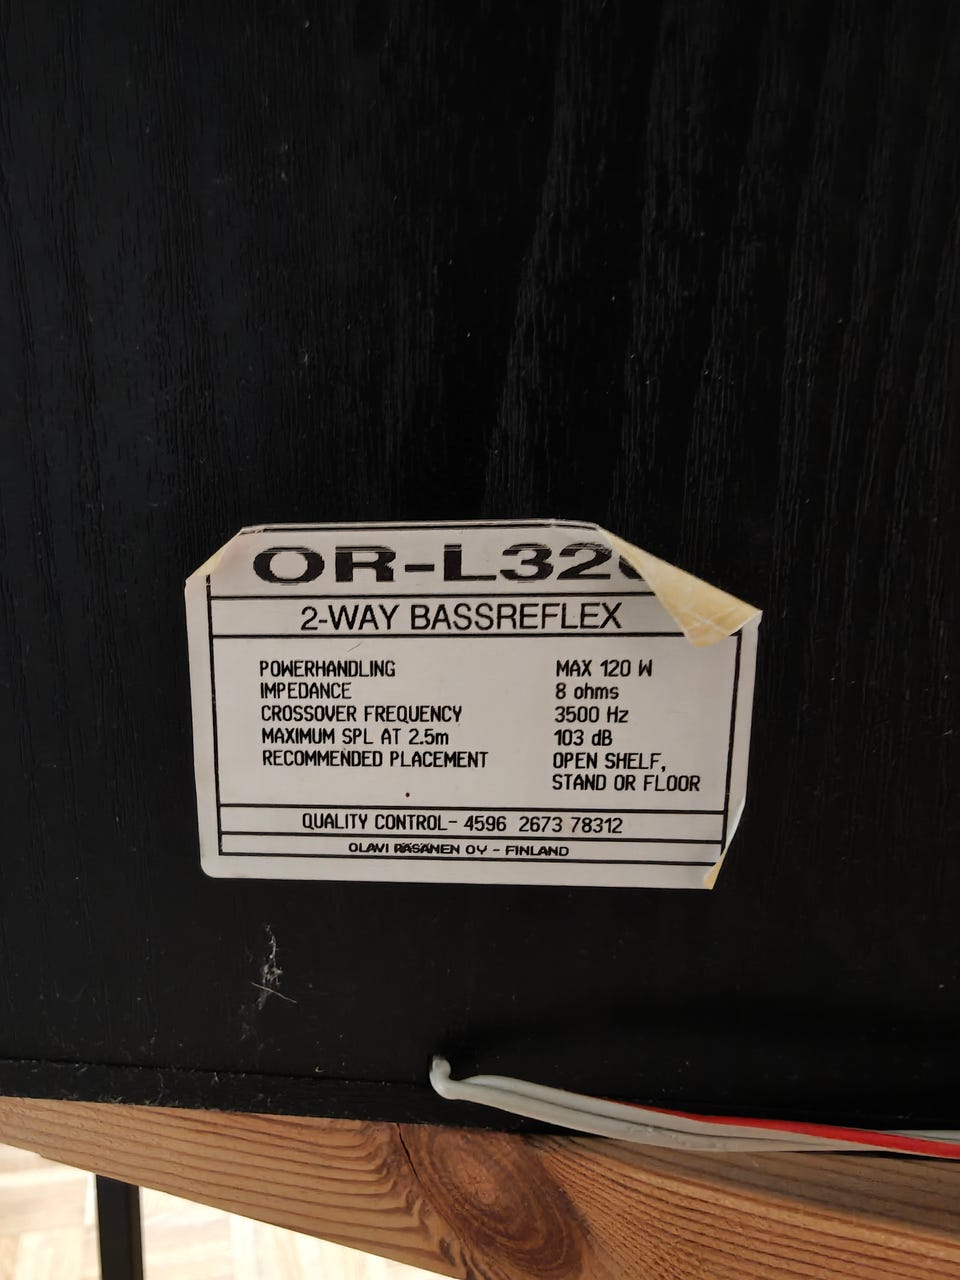 OR-L32
2-WAY BASSREFLEX
POWERHANDLING MAX 120 W
IMPEDANCE 8 ohms
CROSSOVER FREQUENCY 3500 Hz
MAXIMUM SPL AT 2.5m 103 dB
RECOMMENDED PLACEMENT OPEN SHELF,
STAND OR FLOOR
QUALITY CONTROL- 4596 2673 78312
OLAVI RÄSÄNEN OY - FINLAND